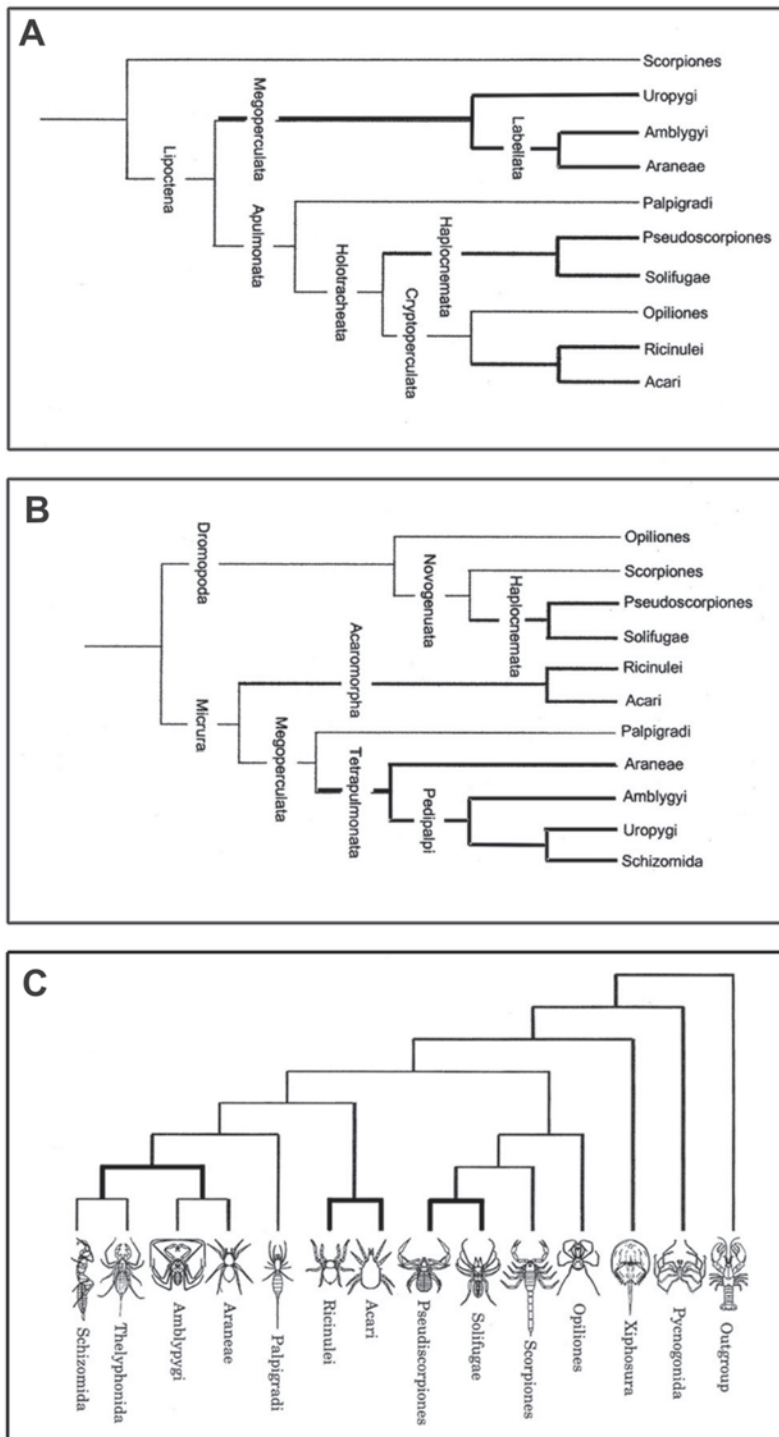 A
Scorpiones
Uropygi
Megoperculata
Labellata
Amblygyi
Araneae
Lipoctena
Palpigradi
Apulmonata
Haplocnemata
Pseudoscorpiones
Holotracheata
Solifugae
Cryptoperculata
Opiliones
Ricinulei
Acari
B
Dromopoda
Opiliones
Novogenuata
Scorpiones
Haplocnemata
Pseudoscorpiones
Solifugae
Acaromorpha
Ricinulei
Micrura
Acari
Megoperculata
Palpigradi
Tetrapulmonata
Araneae
Pedipalpi
Amblygyi
Uropygi
Schizomida
C
Schizomida
Thelyphonida
Amblypygi
Araneae
Palpigradi
Ricinulei
Acari
Pseudiscorpiones
Solifugae
Scorpiones
Opiliones
Xiphosura
Pycnogonida
Outgroup